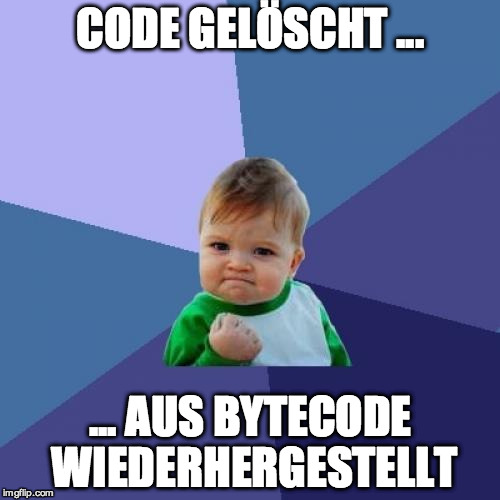 CODE GELÖSCHT ...
... AUS BYTECODE
WIEDERHERGESTELLT
imgflip.com